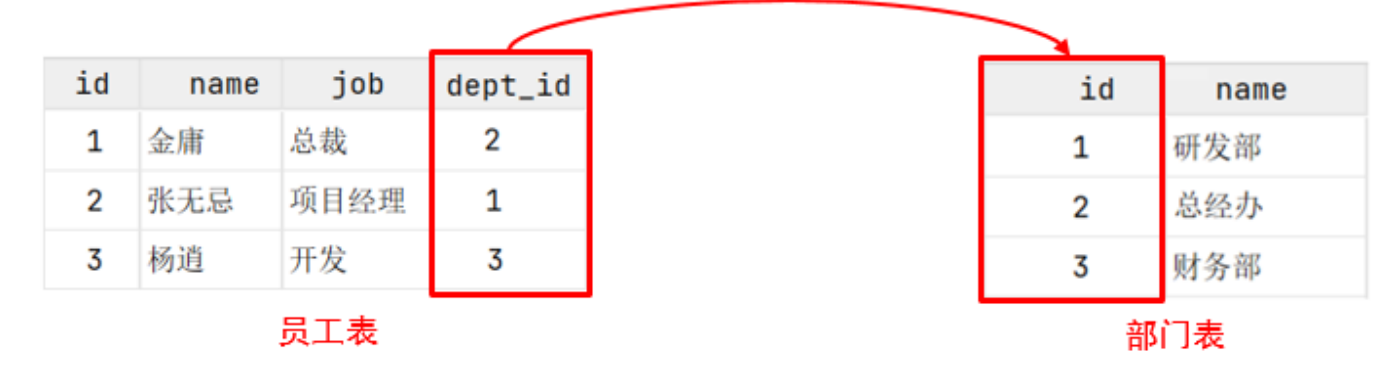 id name job dept_id
1 金庸 总裁 2
2 张无忌 项目经理 1
3 杨逍 开发 3
员工表
id name
1 研发部
2 总经办
3 财务部
部门表